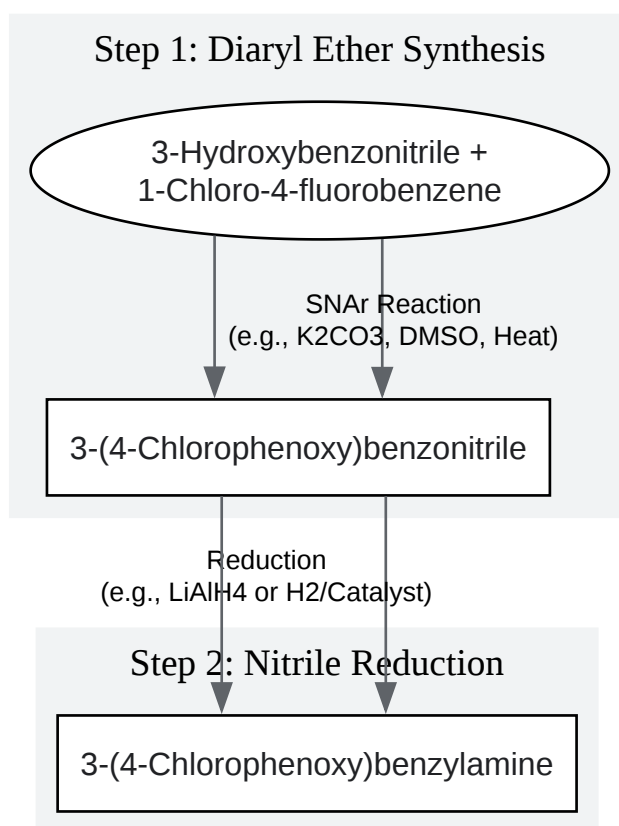 Step 1: Diaryl Ether Synthesis
3-Hydroxybenzonitrile +
1-Chloro-4-fluorobenzene
SNAr Reaction
(e.g., K2CO3, DMSO, Heat)
3-(4-Chlorophenoxy)benzonitrile
Reduction
(e.g., LiAlH4 or H2/Catalyst)
Step 2: Nitrile Reduction
3-(4-Chlorophenoxy)benzylamine